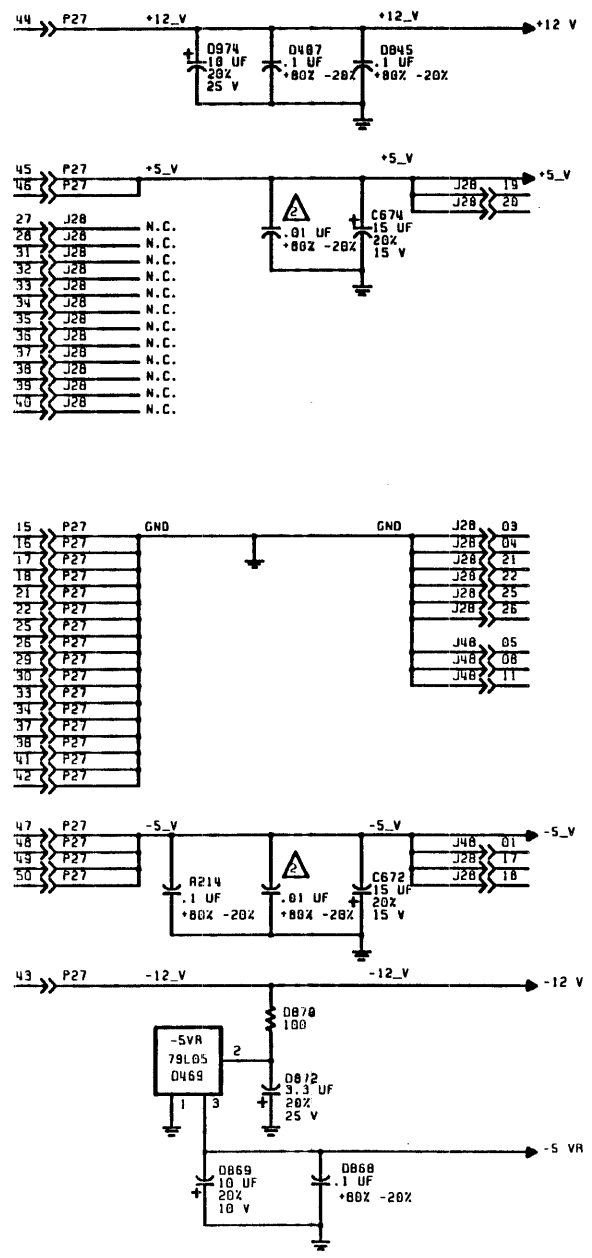 44 P27 +12_V +12_V +12 V
D974 D487 D845
10 UF .1 UF .1 UF
20% +80% -20% +80% -20%
25 V
45 P27 +5_V +5_V +5_V
46 P27 J28 19
J28 20
2
.01 UF
+80% -20%
C674
15 UF
20%
15 V
27 J28 N.C.
28 J28 N.C.
31 J28 N.C.
32 J28 N.C.
33 J28 N.C.
34 J28 N.C.
35 J28 N.C.
36 J28 N.C.
37 J28 N.C.
38 J28 N.C.
39 J28 N.C.
40 J28 N.C.
15 P27 GND GND J28 03
16 P27 J28 04
17 P27 J28 21
18 P27 J28 22
21 P27 J28 25
22 P27 J28 26
25 P27
26 P27 J48 05
29 P27 J48 08
30 P27 J48 11
33 P27
34 P27
37 P27
38 P27
41 P27
42 P27
47 P27 -5_V -5_V -5_V
48 P27 J48 01
49 P27 J28 17
50 P27 J28 18
A214
.1 UF
+80% -20%
2
.01 UF
+80% -20%
C672
15 UF
20%
15 V
43 P27 -12_V -12_V -12 V
D870
100
-5VR
79L05
D469
2
1 3
D872
3.3 UF
20%
25 V
-5 VR
D869
10 UF
20%
10 V
D868
.1 UF
+80% -20%